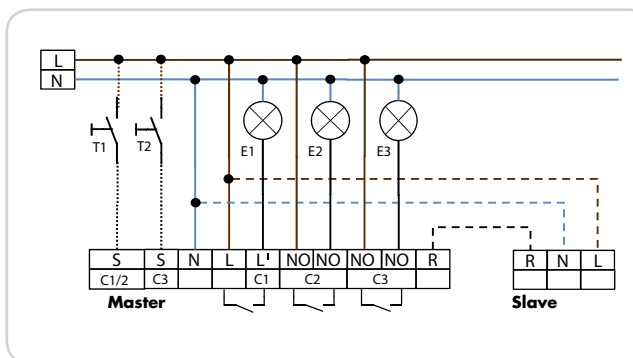 L
N
T1 T2 E1 E2 E3
S S N L L' NO NO NO NO R R N L
C1/2 C3 C1 C2 C3
Master Slave